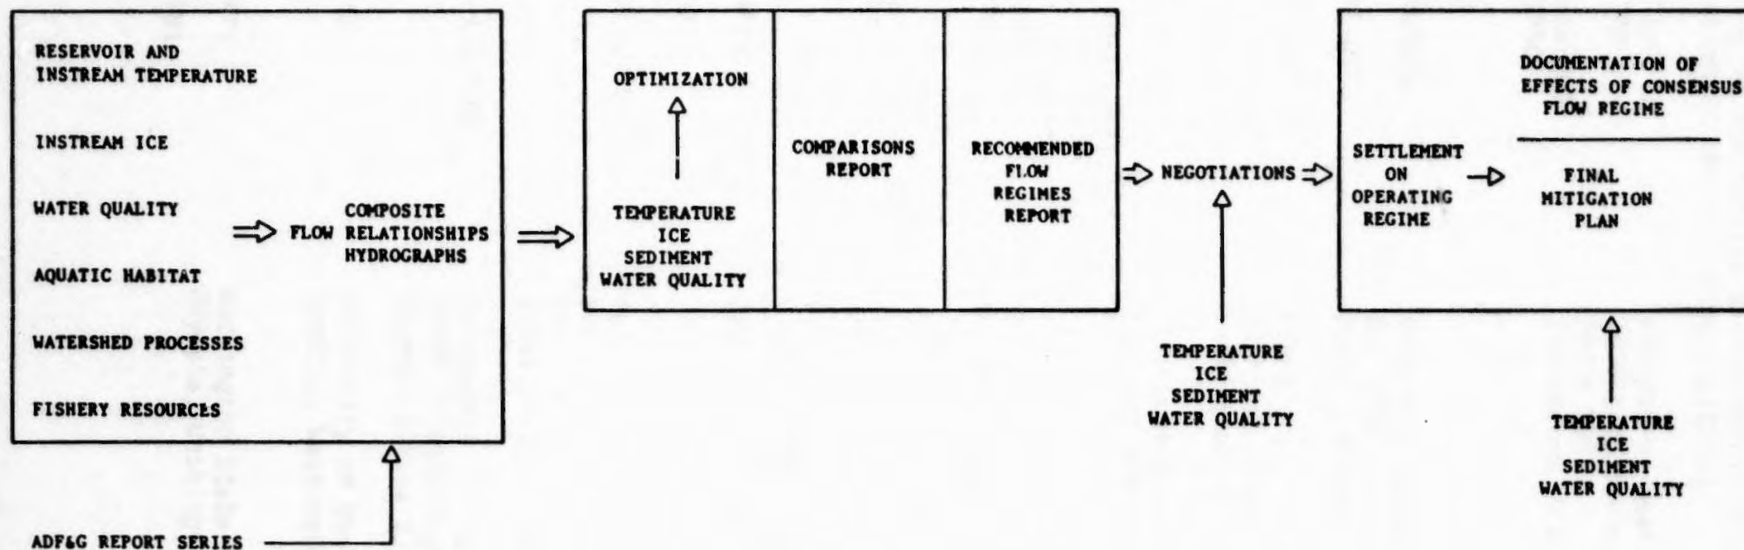 RESERVOIR AND
INSTREAM TEMPERATURE
INSTREAM ICE
WATER QUALITY
AQUATIC HABITAT
WATERSHED PROCESSES
FISHERY RESOURCES
ADF&G REPORT SERIES
COMPOSITE
FLOW RELATIONSHIPS
HYDROGRAPHS
OPTIMIZATION
TEMPERATURE
ICE
SEDIMENT
WATER QUALITY
COMPARISONS
REPORT
RECOMMENDED
FLOW
REGIMES
REPORT
NEGOTIATIONS
TEMPERATURE
ICE
SEDIMENT
WATER QUALITY
SETTLEMENT
ON
OPERATING
REGIME
DOCUMENTATION OF
EFFECTS OF CONSENSUS
FLOW REGIME
FINAL
MITIGATION
PLAN
TEMPERATURE
ICE
SEDIMENT
WATER QUALITY